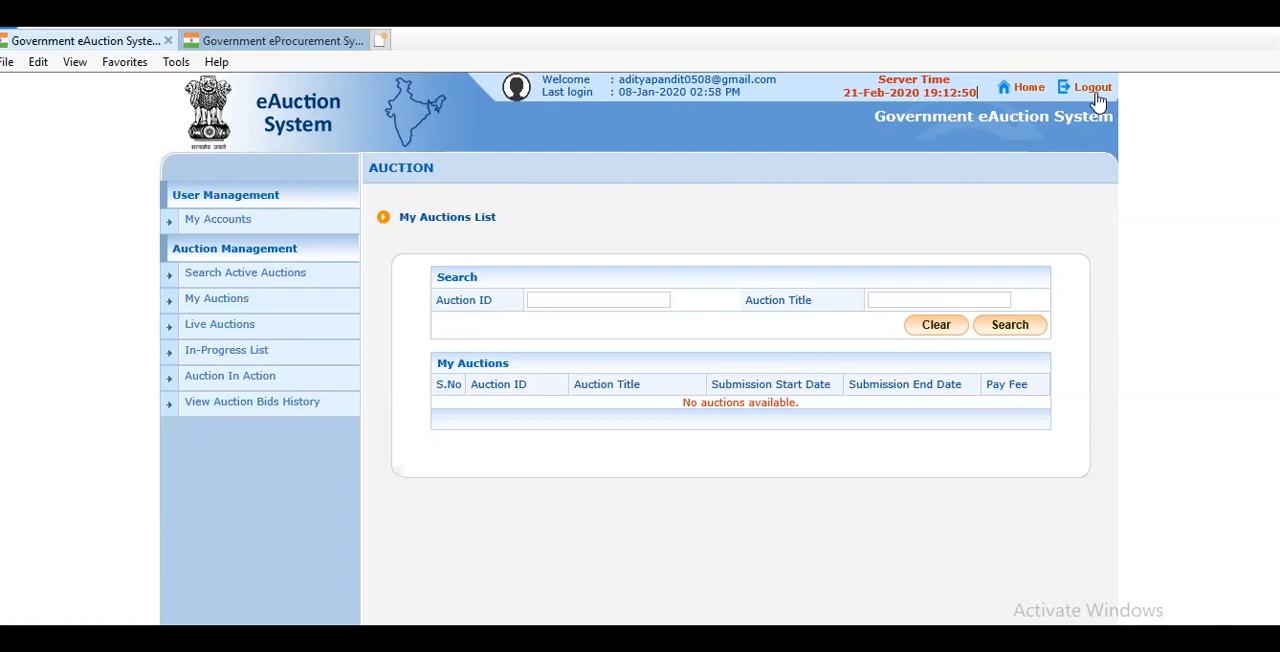 Government eAuction Syste...
Government eProcurement Sy...
File Edit View Favorites Tools Help
सत्यमेव जयते
eAuction
System
Welcome : adityapandit0508@gmail.com
Last login : 08-Jan-2020 02:58 PM
Server Time
21-Feb-2020 19:12:50
Home
Logout
Government eAuction System
User Management
My Accounts
Auction Management
Search Active Auctions
My Auctions
Live Auctions
In-Progress List
Auction In Action
View Auction Bids History
AUCTION
My Auctions List
Search
Auction ID Auction Title
Clear Search
My Auctions
S.No Auction ID Auction Title Submission Start Date Submission End Date Pay Fee
No auctions available.
Activate Windows